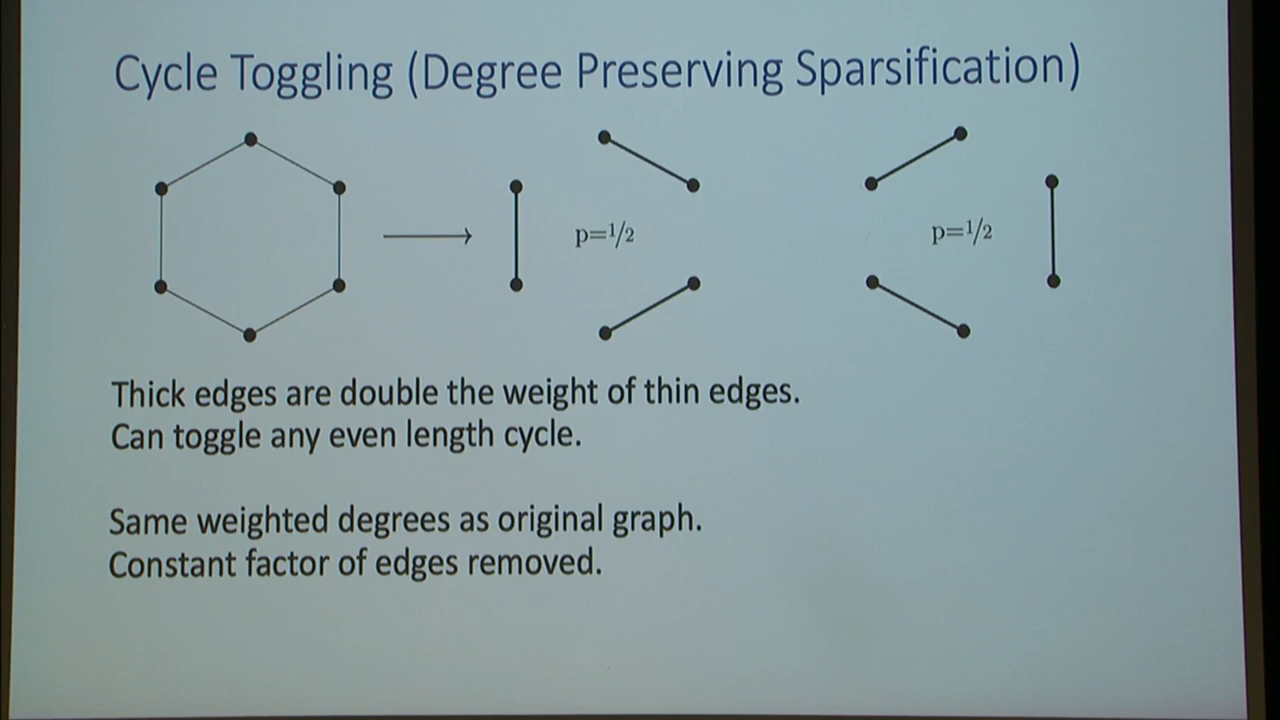 Cycle Toggling (Degree Preserving Sparsification)
p=1/2
p=1/2
Thick edges are double the weight of thin edges.
Can toggle any even length cycle.
Same weighted degrees as original graph.
Constant factor of edges removed.